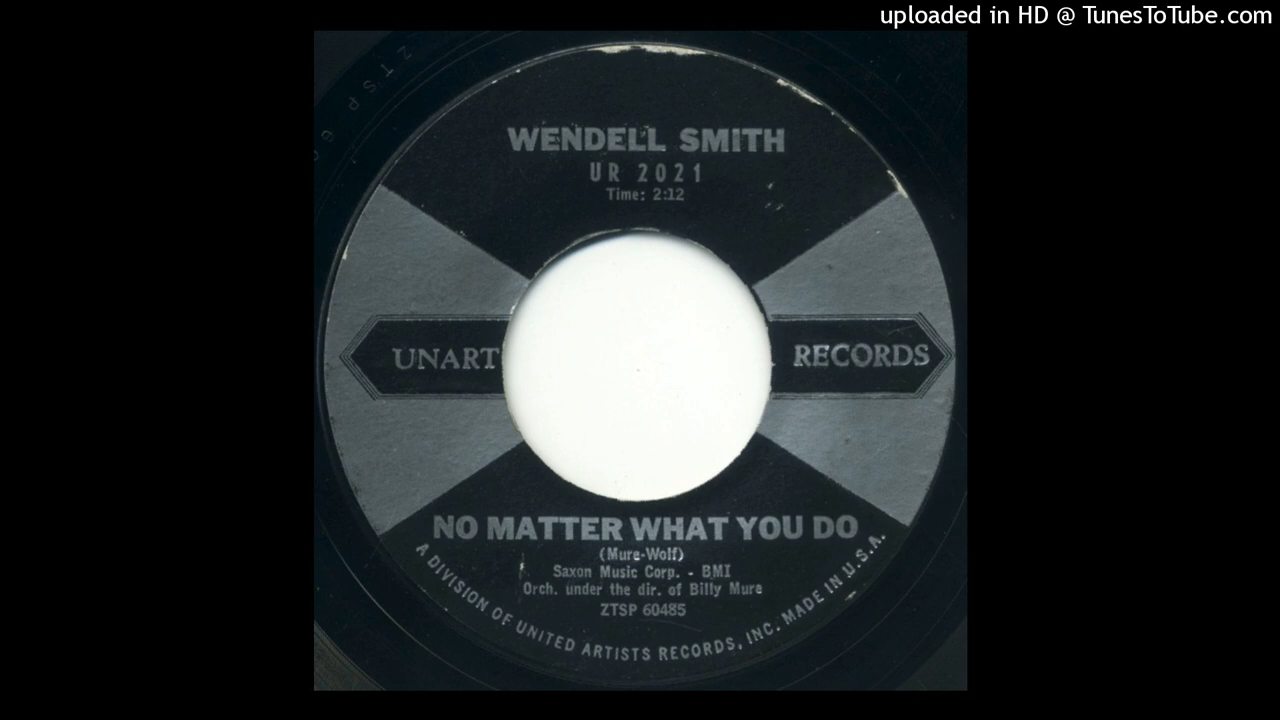 uploaded in HD @ TunesToTube.com
WENDELL SMITH
UR 2021
Time: 2:12
UNART RECORDS
NO MATTER WHAT YOU DO
(Mure-Wolf)
Saxon Music Corp. - BMI
Orch. under the dir. of Billy Mure
ZTSP 60485
A DIVISION OF UNITED ARTISTS RECORDS, INC. MADE IN U.S.A.